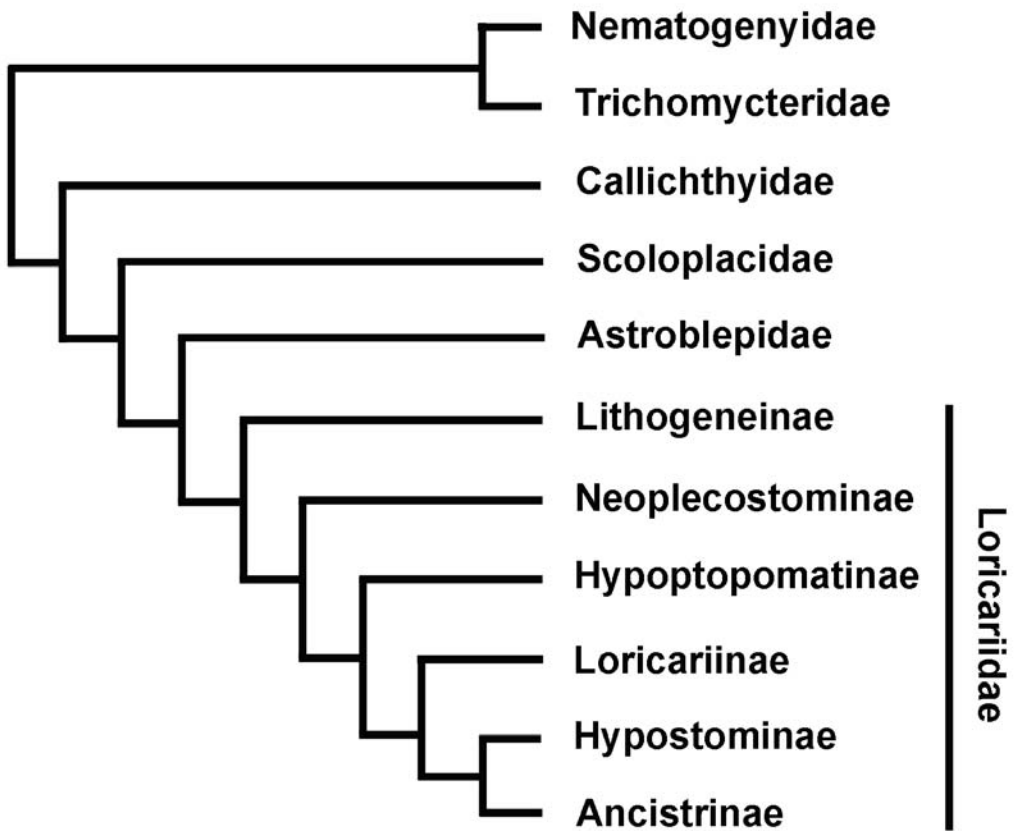 Nematogenyidae
Trichomycteridae
Callichthyidae
Scoloplacidae
Astroblepidae
Lithogeneinae
Neoplecostominae
Hypoptopomatinae
Loricariinae
Hypostominae
Ancistrinae
Loricariidae